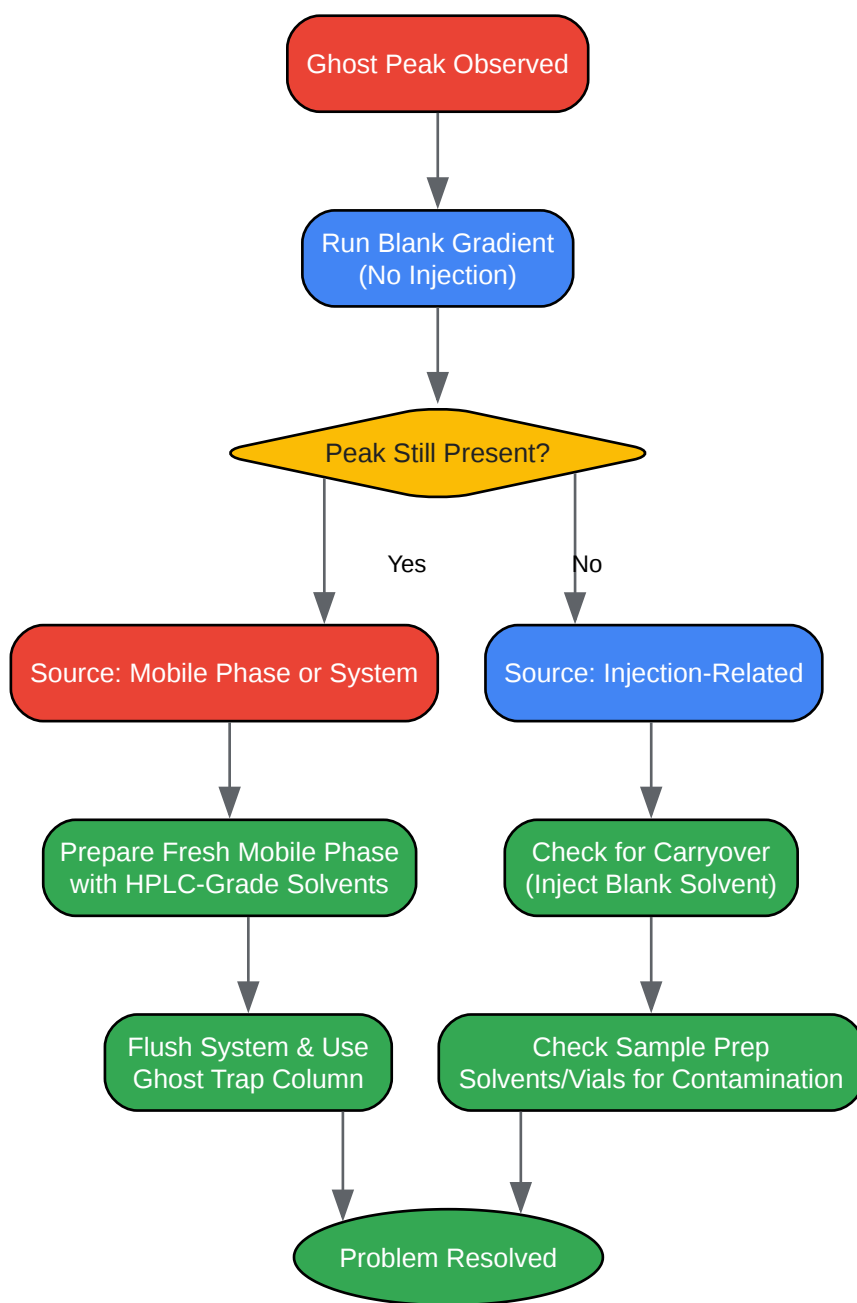 Ghost Peak Observed
Run Blank Gradient
(No Injection)
Peak Still Present?
Yes
No
Source: Mobile Phase or System
Source: Injection-Related
Prepare Fresh Mobile Phase
with HPLC-Grade Solvents
Check for Carryover
(Inject Blank Solvent)
Flush System & Use
Ghost Trap Column
Check Sample Prep
Solvents/Vials for Contamination
Problem Resolved